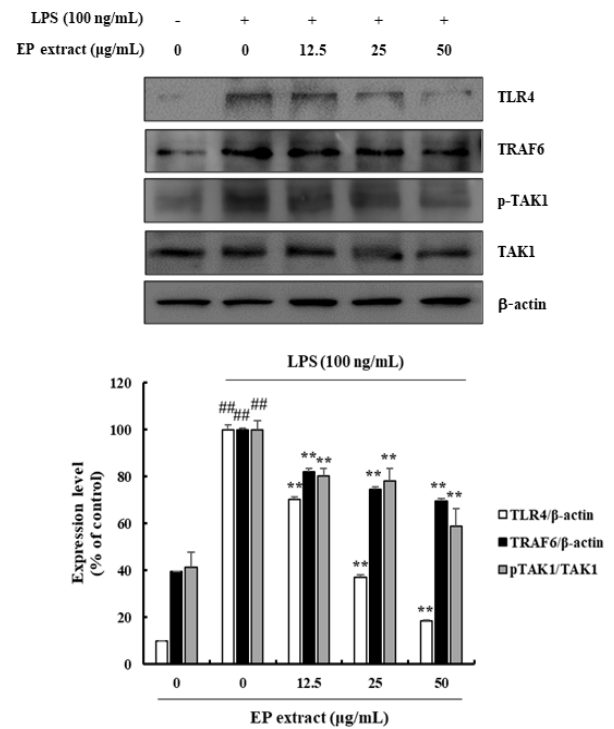 LPS (100 ng/mL) - + + + +
EP extract (μg/mL) 0 0 12.5 25 50
TLR4
TRAF6
p-TAK1
TAK1
β-actin
LPS (100 ng/mL)
Expression level
(% of control)
120
100
80
60
40
20
0
## ## ##
** ** **
** ** **
** ** **
TLR4/β-actin
TRAF6/β-actin
pTAK1/TAK1
0 0 12.5 25 50
EP extract (μg/mL)